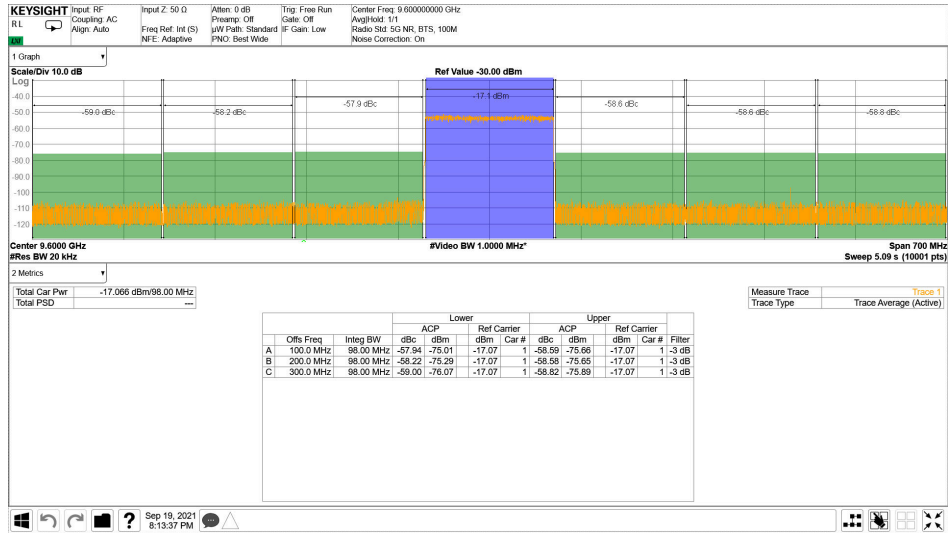 KEYSIGHT Input: RF Input Z: 50 Ω Atten: 0 dB Trig: Free Run Center Freq: 9.600000000 GHz
RL Coupling: AC Preamp: Off Gate: Off Avg|Hold: 1/1
Align: Auto Freq Ref: Int (S) µW Path: Standard IF Gain: Low Radio Std: 5G NR, BTS, 100M
LXI NFE: Adaptive PNO: Best Wide Noise Correction: On
1 Graph
Scale/Div 10.0 dB Ref Value -30.00 dBm
Log
-40.0
-50.0
-60.0
-70.0
-80.0
-90.0
-100
-110
-120
-59.0 dBc -58.2 dBc -57.9 dBc -17.1 dBm -58.6 dBc -58.6 dBc -58.8 dBc
Center 9.6000 GHz #Video BW 1.0000 MHz* Span 700 MHz
#Res BW 20 kHz Sweep 5.09 s (10001 pts)
2 Metrics
Total Car Pwr -17.066 dBm/98.00 MHz
Total PSD ---
Measure Trace Trace 1
Trace Type Trace Average (Active)
Lower Upper
ACP Ref Carrier ACP Ref Carrier
Offs Freq Integ BW dBc dBm dBm Car # dBc dBm dBm Car # Filter
A 100.0 MHz 98.00 MHz -57.94 -75.01 -17.07 1 -58.59 -75.66 -17.07 1 -3 dB
B 200.0 MHz 98.00 MHz -58.22 -75.29 -17.07 1 -58.58 -75.65 -17.07 1 -3 dB
C 300.0 MHz 98.00 MHz -59.00 -76.07 -17.07 1 -58.82 -75.89 -17.07 1 -3 dB
? Sep 19, 2021
8:13:37 PM